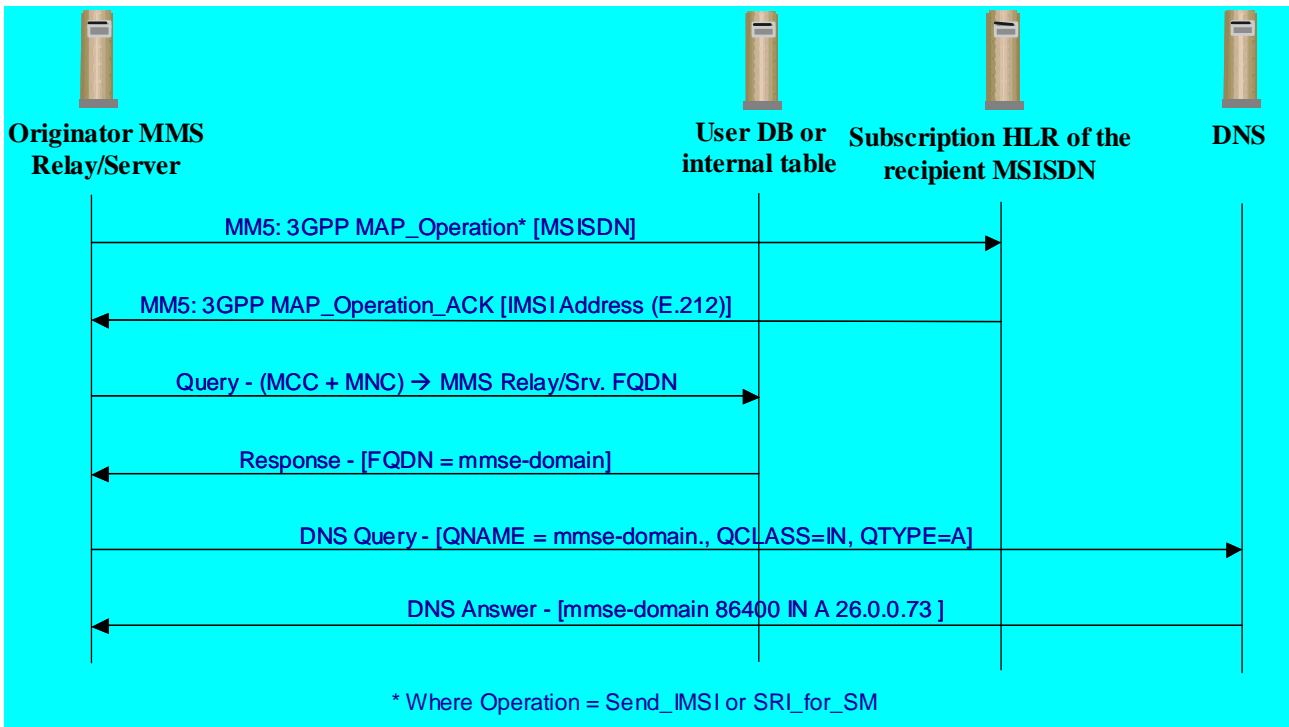 Originator MMS
Relay/Server
User DB or
internal table
Subscription HLR of the
recipient MSISDN
DNS
MM5: 3GPP MAP_Operation* [MSISDN]
MM5: 3GPP MAP_Operation_ACK [IMSI Address (E.212)]
Query - (MCC + MNC) → MMS Relay/Srv. FQDN
Response - [FQDN = mmse-domain]
DNS Query - [QNAME = mmse-domain., QCLASS=IN, QTYPE=A]
DNS Answer - [mmse-domain 86400 IN A 26.0.0.73 ]
* Where Operation = Send_IMSI or SRI_for_SM